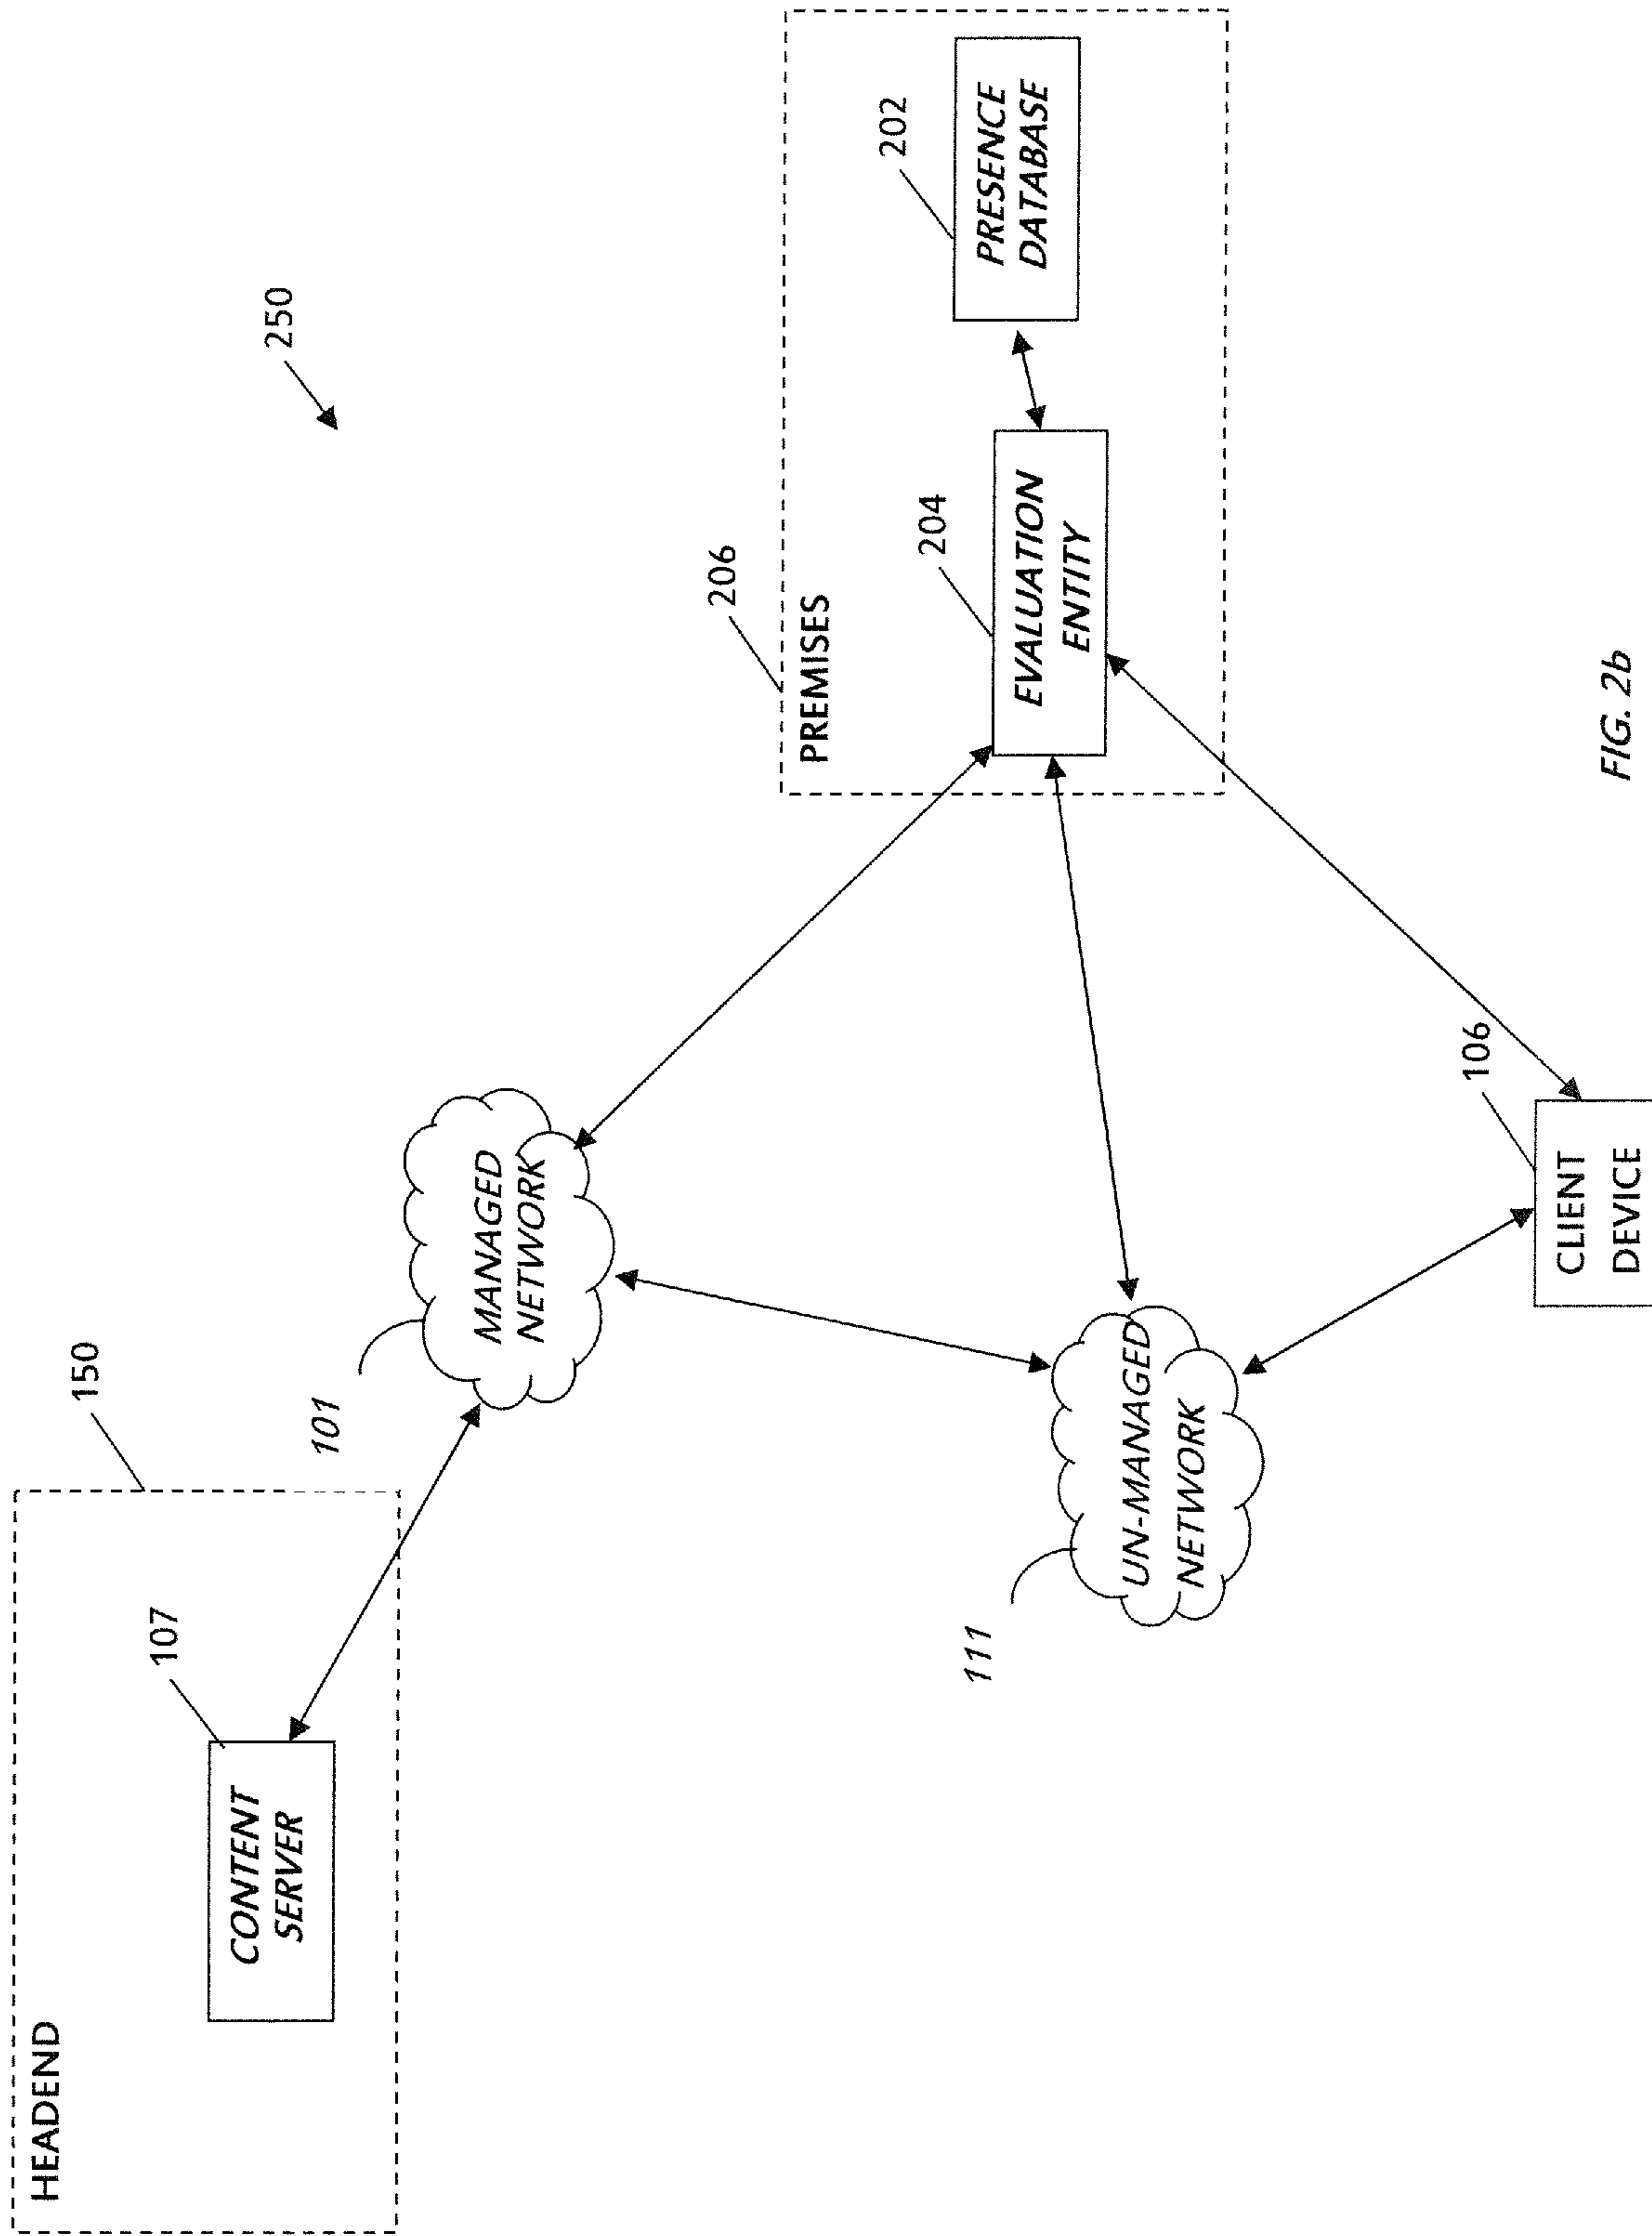 HEADEND
150
107
CONTENT
SERVER
101
MANAGED
NETWORK
250
206
PREMISES
204
EVALUATION
ENTITY
202
PRESENCE
DATABASE
111
UN-MANAGED
NETWORK
106
CLIENT
DEVICE
FIG. 2b